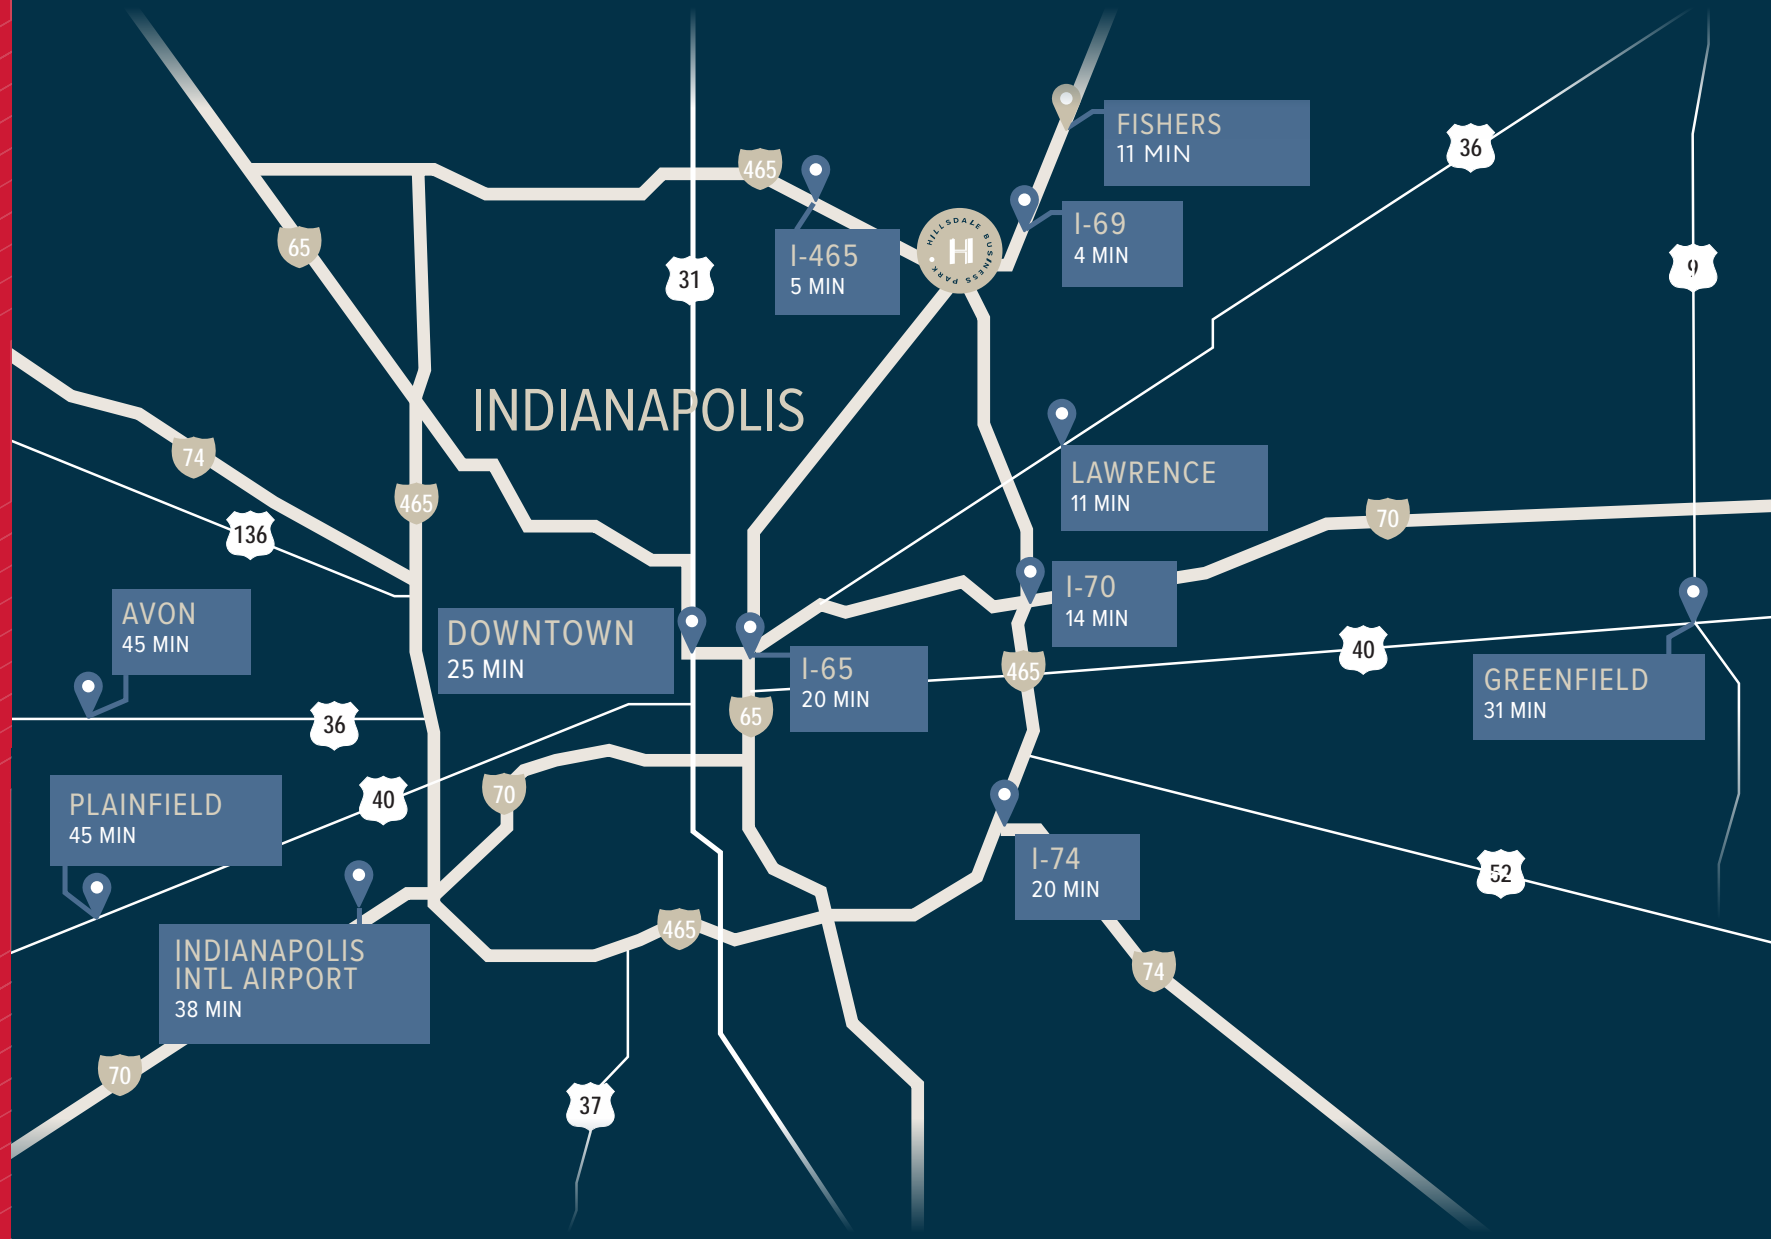 FISHERS
11 MIN
36
465
I-69
4 MIN
HILLSDALE BUSINESS PARK
H
65
I-465
5 MIN
31
9
INDIANAPOLIS
74
LAWRENCE
11 MIN
465
70
136
I-70
14 MIN
AVON
45 MIN
DOWNTOWN
25 MIN
40
I-65
20 MIN
465
GREENFIELD
31 MIN
36
65
PLAINFIELD
45 MIN
40
70
I-74
20 MIN
52
465
INDIANAPOLIS
INTL AIRPORT
38 MIN
74
70
37